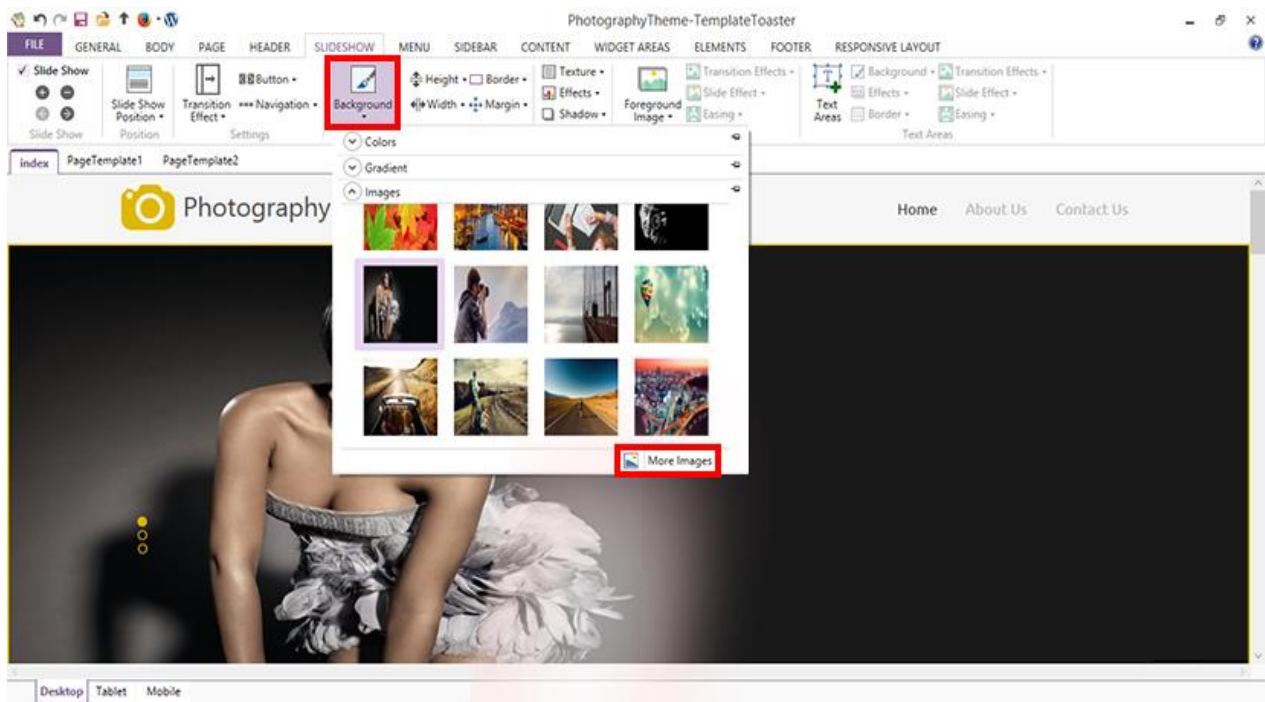 PhotographyTheme-TemplateToaster
FILE GENERAL BODY PAGE HEADER SLIDESHOW MENU SIDEBAR CONTENT WIDGET AREAS ELEMENTS FOOTER RESPONSIVE LAYOUT
Slide Show
Slide Show
Slide Show Position
Position
Transition Effect
Button
Navigation
Settings
Background
Height
Border
Width
Margin
Texture
Effects
Shadow
Foreground Image
Transition Effects
Slide Effect
Easing
Text Areas
Background
Effects
Border
Transition Effects
Slide Effect
Easing
Text Areas
index PageTemplate1 PageTemplate2
Colors
Gradient
Images
More Images
Photography
Home About Us Contact Us
Desktop Tablet Mobile